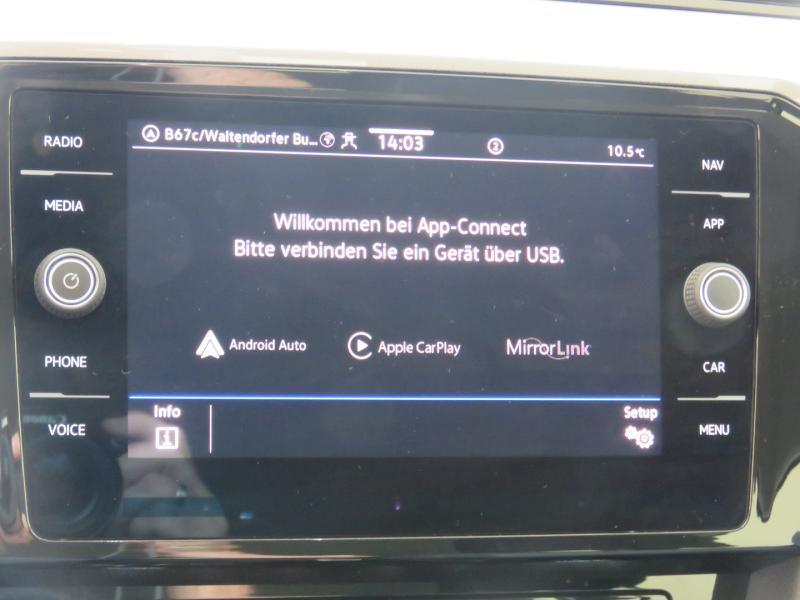 RADIO
MEDIA
PHONE
VOICE
B67c/Waltendorfer Bu... 14:03 2 10.5°C
Willkommen bei App-Connect
Bitte verbinden Sie ein Gerät über USB.
Android Auto Apple CarPlay MirrorLink
Info Setup
NAV
APP
CAR
MENU